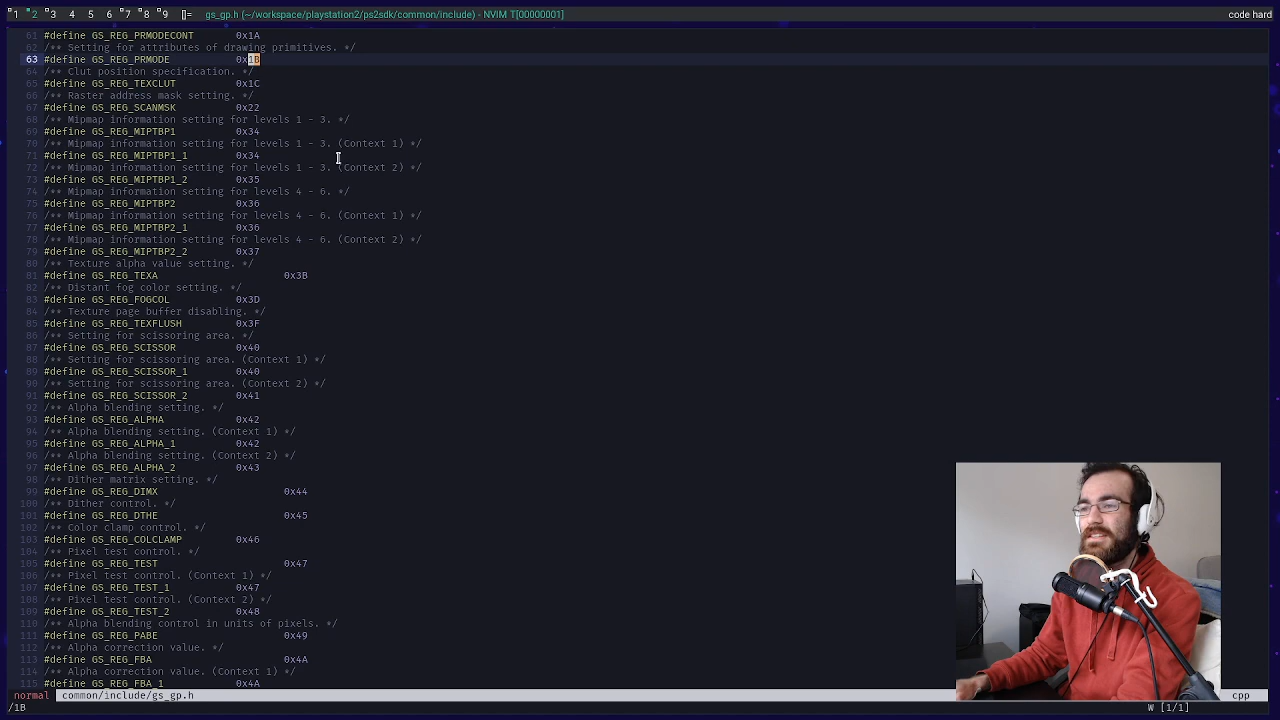 1 2 3 4 5 6 7 8 9 []= gs_gp.h (~/workspace/playstation2/ps2sdk/common/include) - NVIM T[00000001] code hard
61 #define GS_REG_PRMODECONT 0x1A
62 /** Setting for attributes of drawing primitives. */
63 #define GS_REG_PRMODE 0x1B
64 /** Clut position specification. */
65 #define GS_REG_TEXCLUT 0x1C
66 /** Raster address mask setting. */
67 #define GS_REG_SCANMSK 0x22
68 /** Mipmap information setting for levels 1 - 3. */
69 #define GS_REG_MIPTBP1 0x34
70 /** Mipmap information setting for levels 1 - 3. (Context 1) */
71 #define GS_REG_MIPTBP1_1 0x34
72 /** Mipmap information setting for levels 1 - 3. (Context 2) */
73 #define GS_REG_MIPTBP1_2 0x35
74 /** Mipmap information setting for levels 4 - 6. */
75 #define GS_REG_MIPTBP2 0x36
76 /** Mipmap information setting for levels 4 - 6. (Context 1) */
77 #define GS_REG_MIPTBP2_1 0x36
78 /** Mipmap information setting for levels 4 - 6. (Context 2) */
79 #define GS_REG_MIPTBP2_2 0x37
80 /** Texture alpha value setting. */
81 #define GS_REG_TEXA 0x3B
82 /** Distant fog color setting. */
83 #define GS_REG_FOGCOL 0x3D
84 /** Texture page buffer disabling. */
85 #define GS_REG_TEXFLUSH 0x3F
86 /** Setting for scissoring area. */
87 #define GS_REG_SCISSOR 0x40
88 /** Setting for scissoring area. (Context 1) */
89 #define GS_REG_SCISSOR_1 0x40
90 /** Setting for scissoring area. (Context 2) */
91 #define GS_REG_SCISSOR_2 0x41
92 /** Alpha blending setting. */
93 #define GS_REG_ALPHA 0x42
94 /** Alpha blending setting. (Context 1) */
95 #define GS_REG_ALPHA_1 0x42
96 /** Alpha blending setting. (Context 2) */
97 #define GS_REG_ALPHA_2 0x43
98 /** Dither matrix setting. */
99 #define GS_REG_DIMX 0x44
100 /** Dither control. */
101 #define GS_REG_DTHE 0x45
102 /** Color clamp control. */
103 #define GS_REG_COLCLAMP 0x46
104 /** Pixel test control. */
105 #define GS_REG_TEST 0x47
106 /** Pixel test control. (Context 1) */
107 #define GS_REG_TEST_1 0x47
108 /** Pixel test control. (Context 2) */
109 #define GS_REG_TEST_2 0x48
110 /** Alpha blending control in units of pixels. */
111 #define GS_REG_PABE 0x49
112 /** Alpha correction value. */
113 #define GS_REG_FBA 0x4A
114 /** Alpha correction value. (Context 1) */
115 #define GS_REG_FBA_1 0x4A
normal common/include/gs_gp.h cpp
/1B W [1/1]